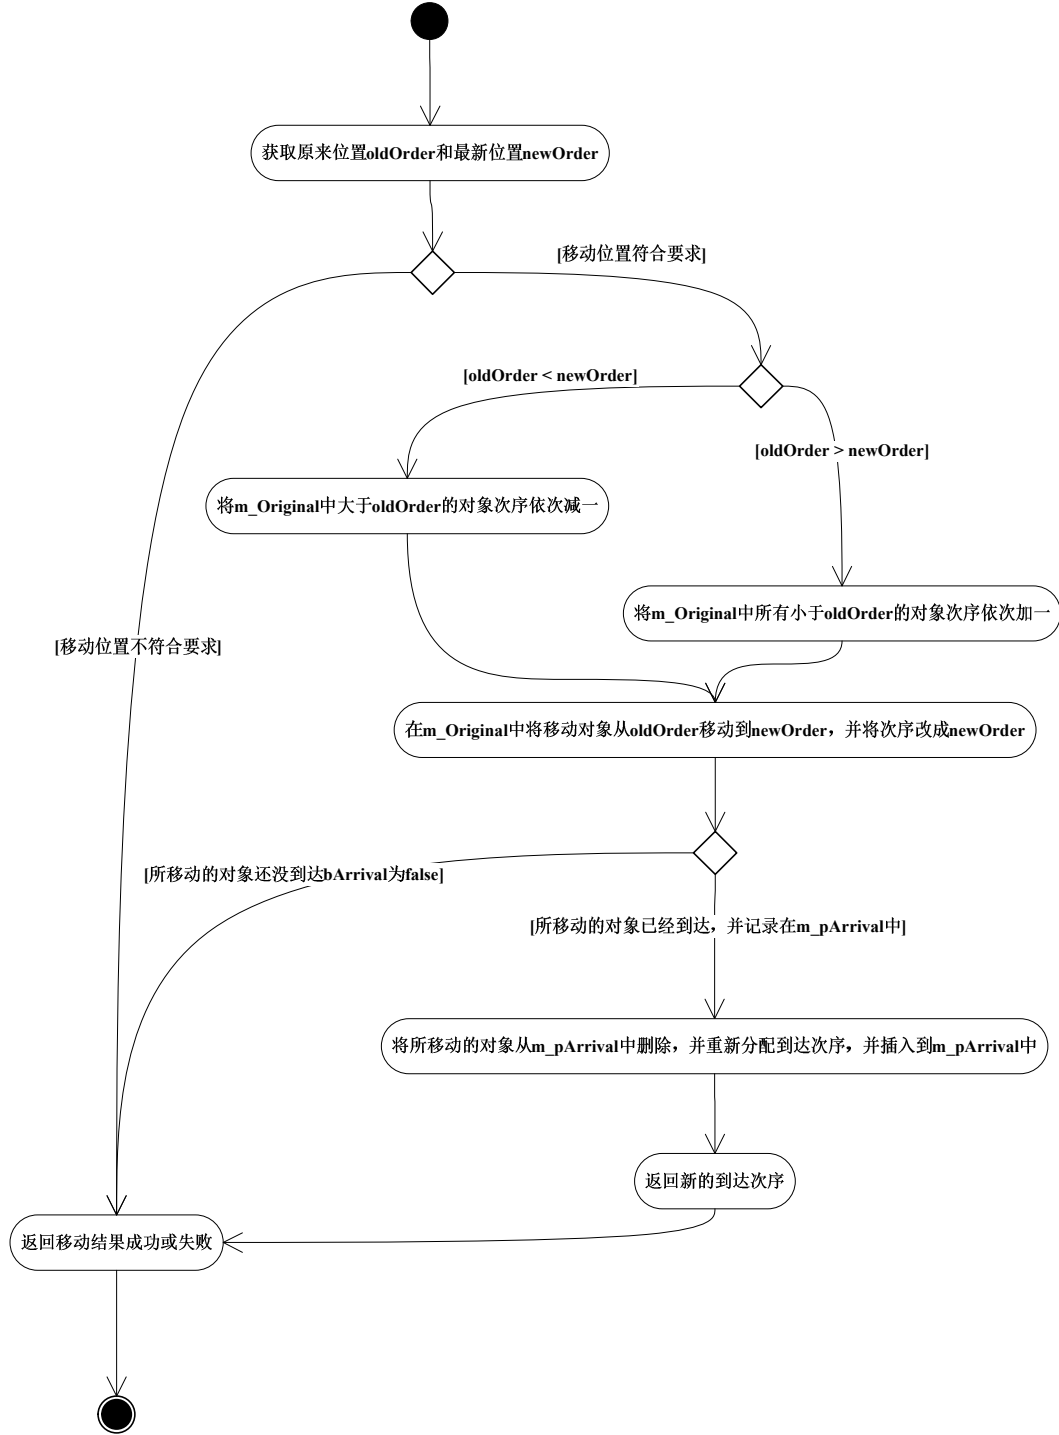 获取原来位置oldOrder和最新位置newOrder
[移动位置符合要求]
[oldOrder < newOrder]
[oldOrder > newOrder]
将m_Original中大于oldOrder的对象次序依次减一
将m_Original中所有小于oldOrder的对象次序依次加一
[移动位置不符合要求]
在m_Original中将移动对象从oldOrder移动到newOrder，并将次序改成newOrder
[所移动的对象还没到达bArrival为false]
[所移动的对象已经到达，并记录在m_pArrival中]
将所移动的对象从m_pArrival中删除，并重新分配到达次序，并插入到m_pArrival中
返回新的到达次序
返回移动结果成功或失败